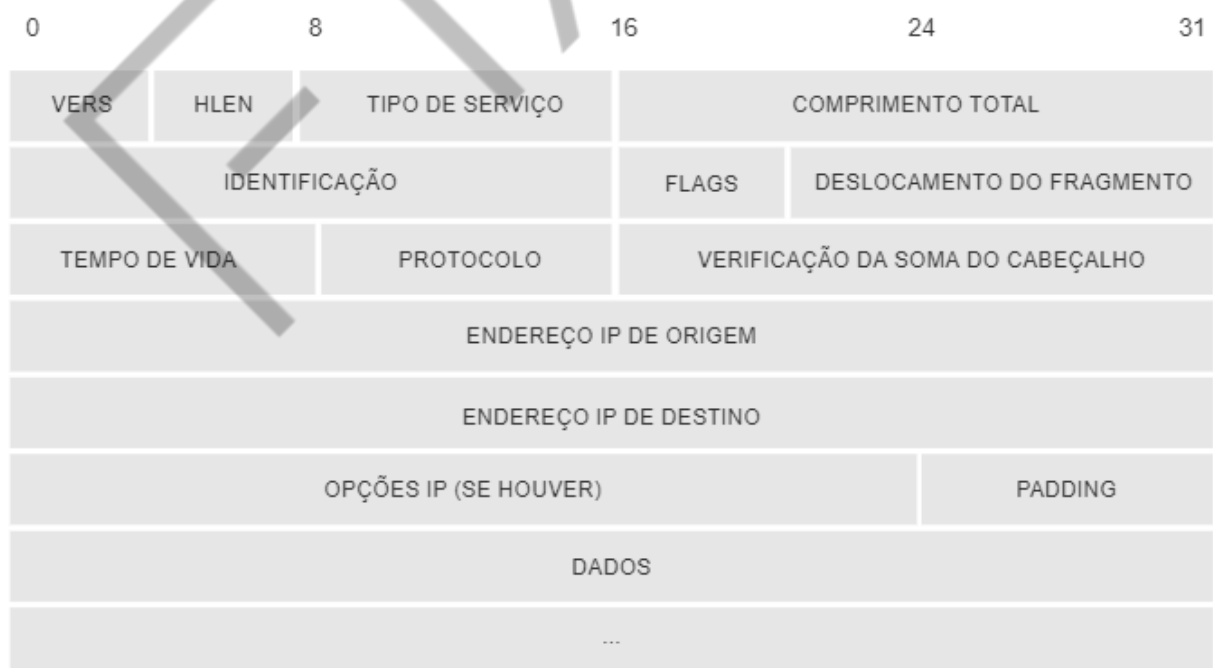 0 8 16 24 31
VERS HLEN TIPO DE SERVIÇO COMPRIMENTO TOTAL
IDENTIFICAÇÃO FLAGS DESLOCAMENTO DO FRAGMENTO
TEMPO DE VIDA PROTOCOLO VERIFICAÇÃO DA SOMA DO CABEÇALHO
ENDEREÇO IP DE ORIGEM
ENDEREÇO IP DE DESTINO
OPÇÕES IP (SE HOUVER) PADDING
DADOS
...